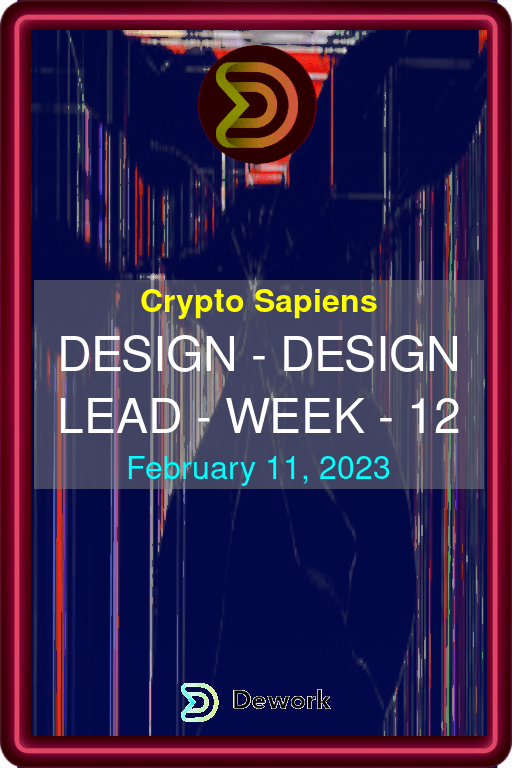 Crypto Sapiens
DESIGN - DESIGN
LEAD - WEEK - 12
February 11, 2023
Dework